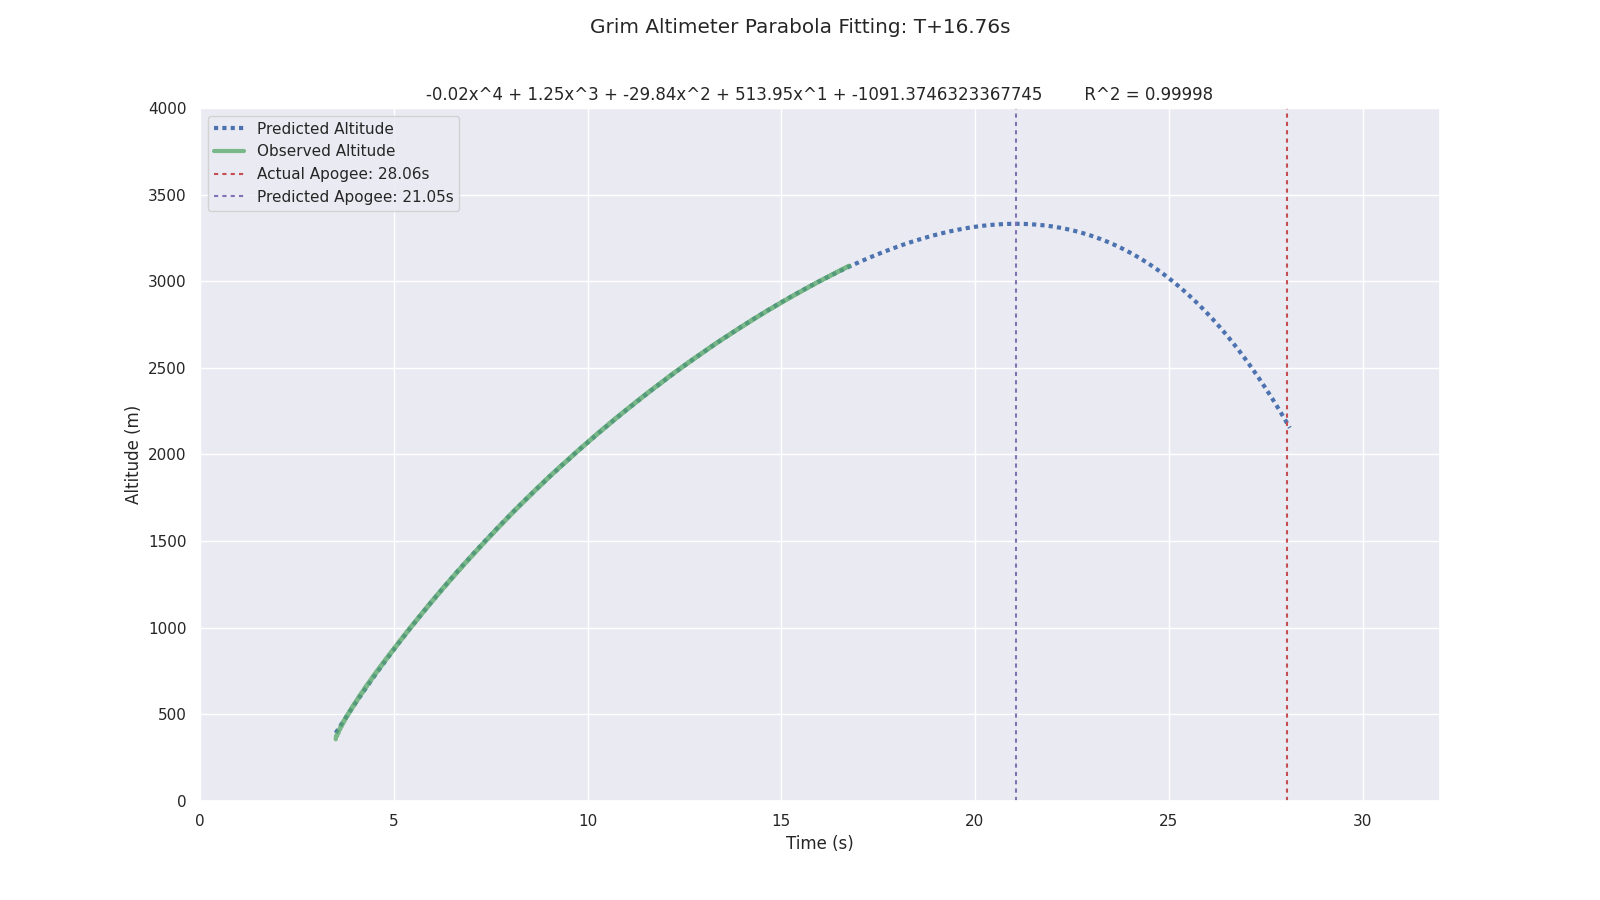 Grim Altimeter Parabola Fitting: T+16.76s
-0.02x^4 + 1.25x^3 + -29.84x^2 + 513.95x^1 + -1091.3746323367745 R^2 = 0.99998
Predicted Altitude
Observed Altitude
Actual Apogee: 28.06s
Predicted Apogee: 21.05s
4000
3500
3000
2500
2000
1500
1000
500
0
Altitude (m)
0 5 10 15 20 25 30
Time (s)